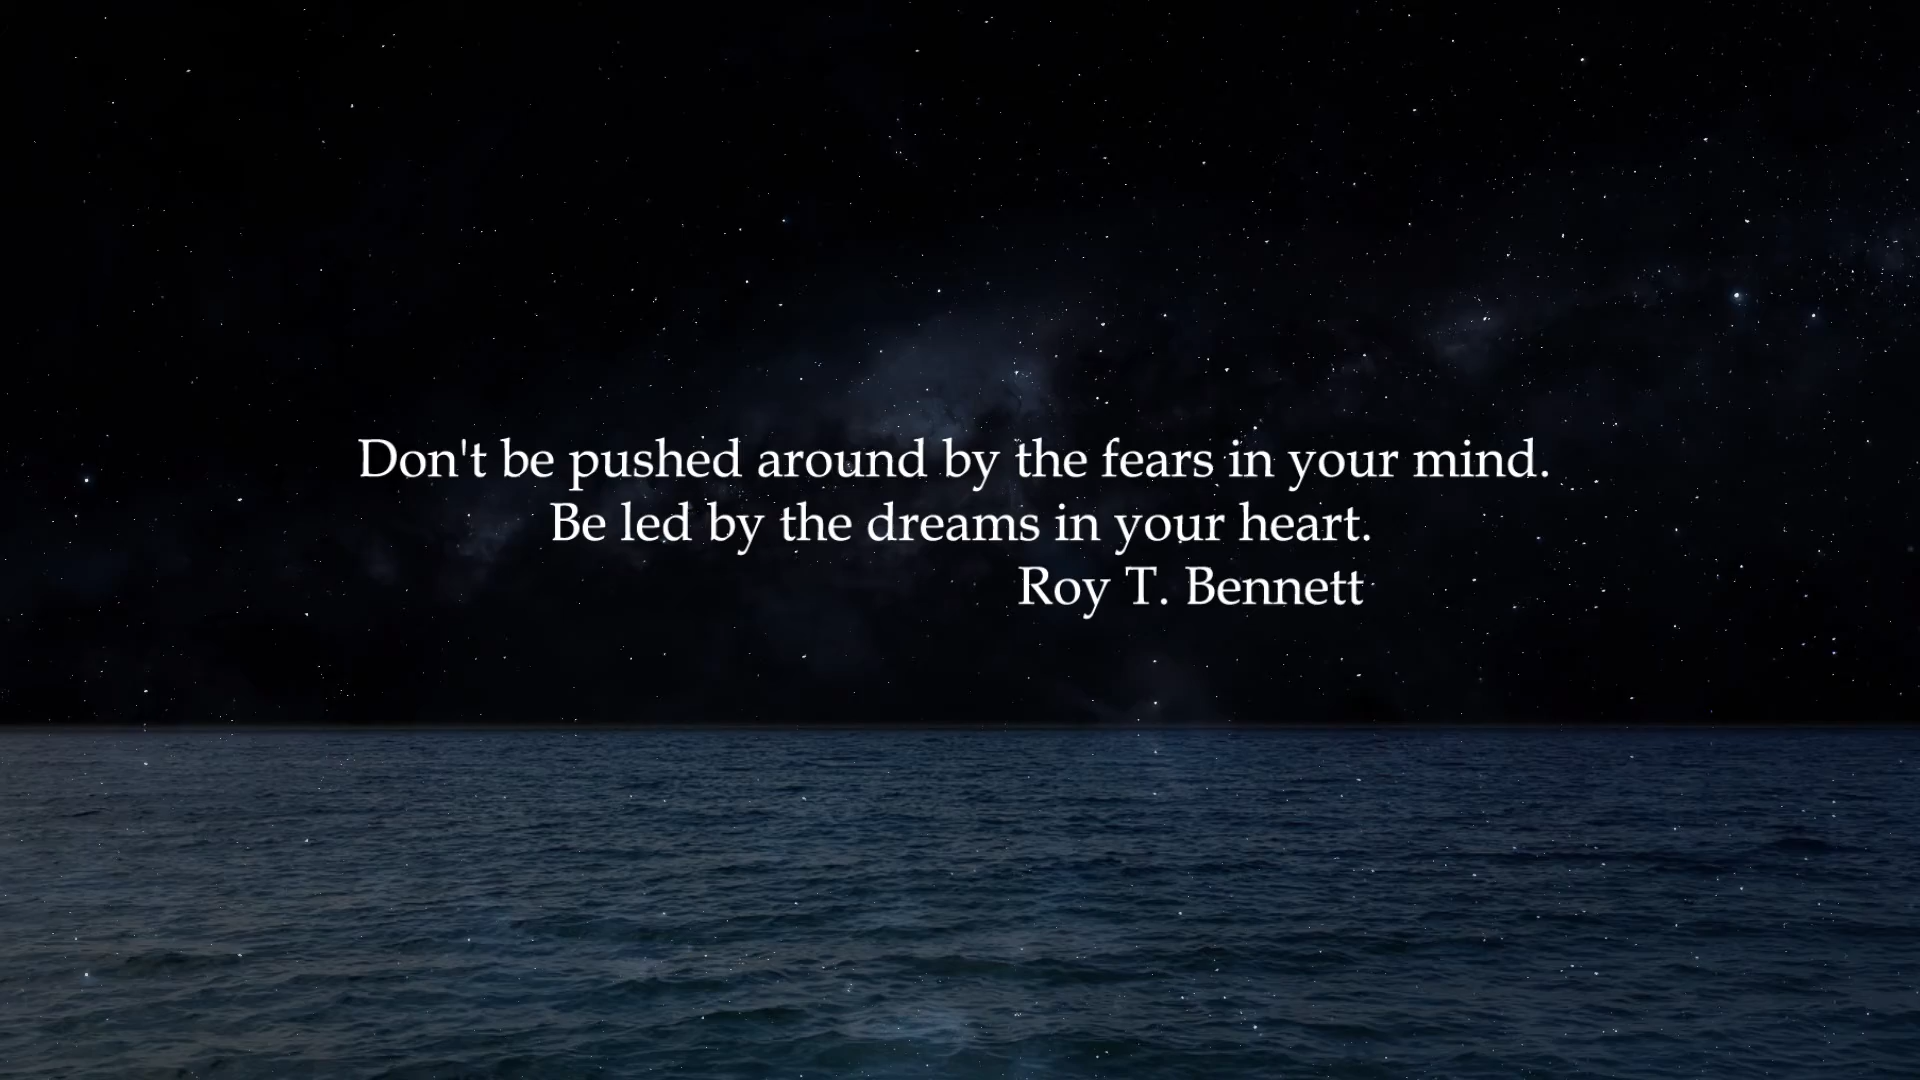 Don't be pushed around by the fears in your mind.
Be led by the dreams in your heart.
Roy T. Bennett